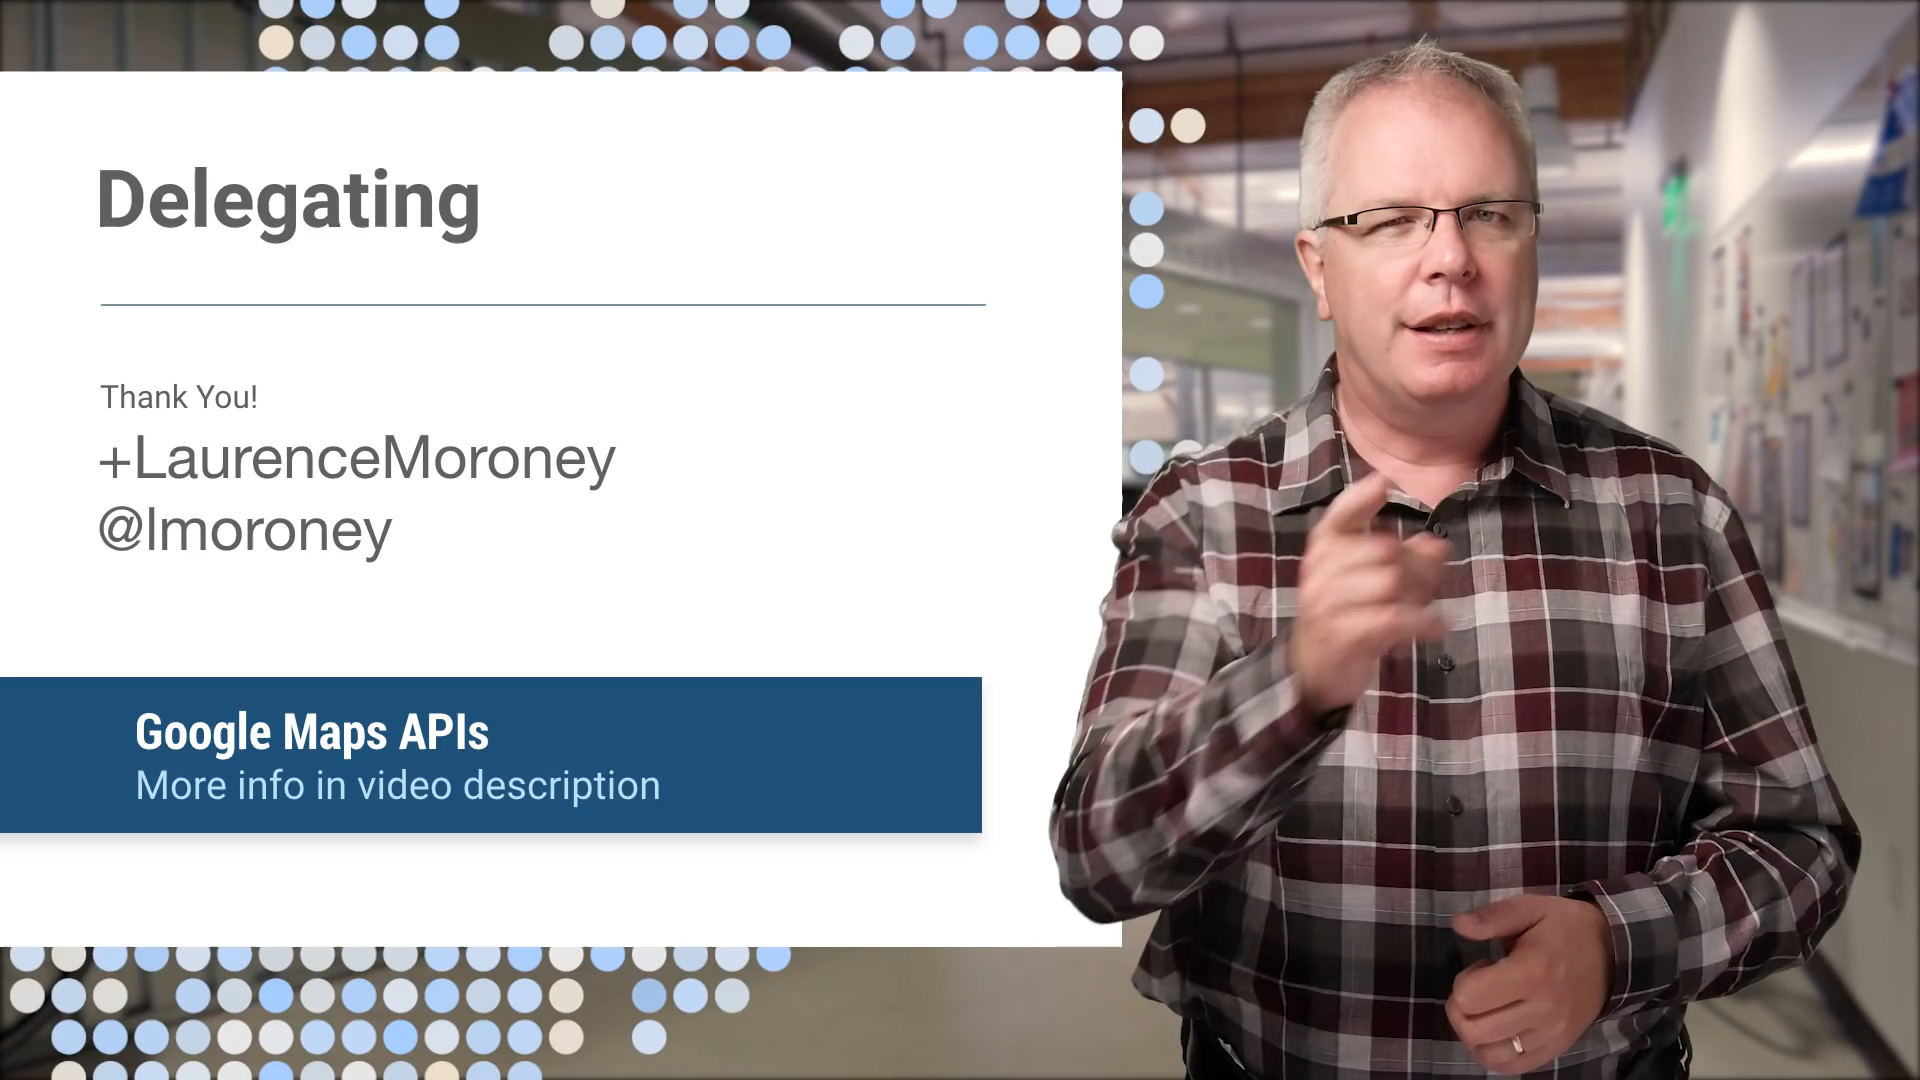 Delegating
Thank You!
+LaurenceMoroney
@lmoroney
Google Maps APIs
More info in video description